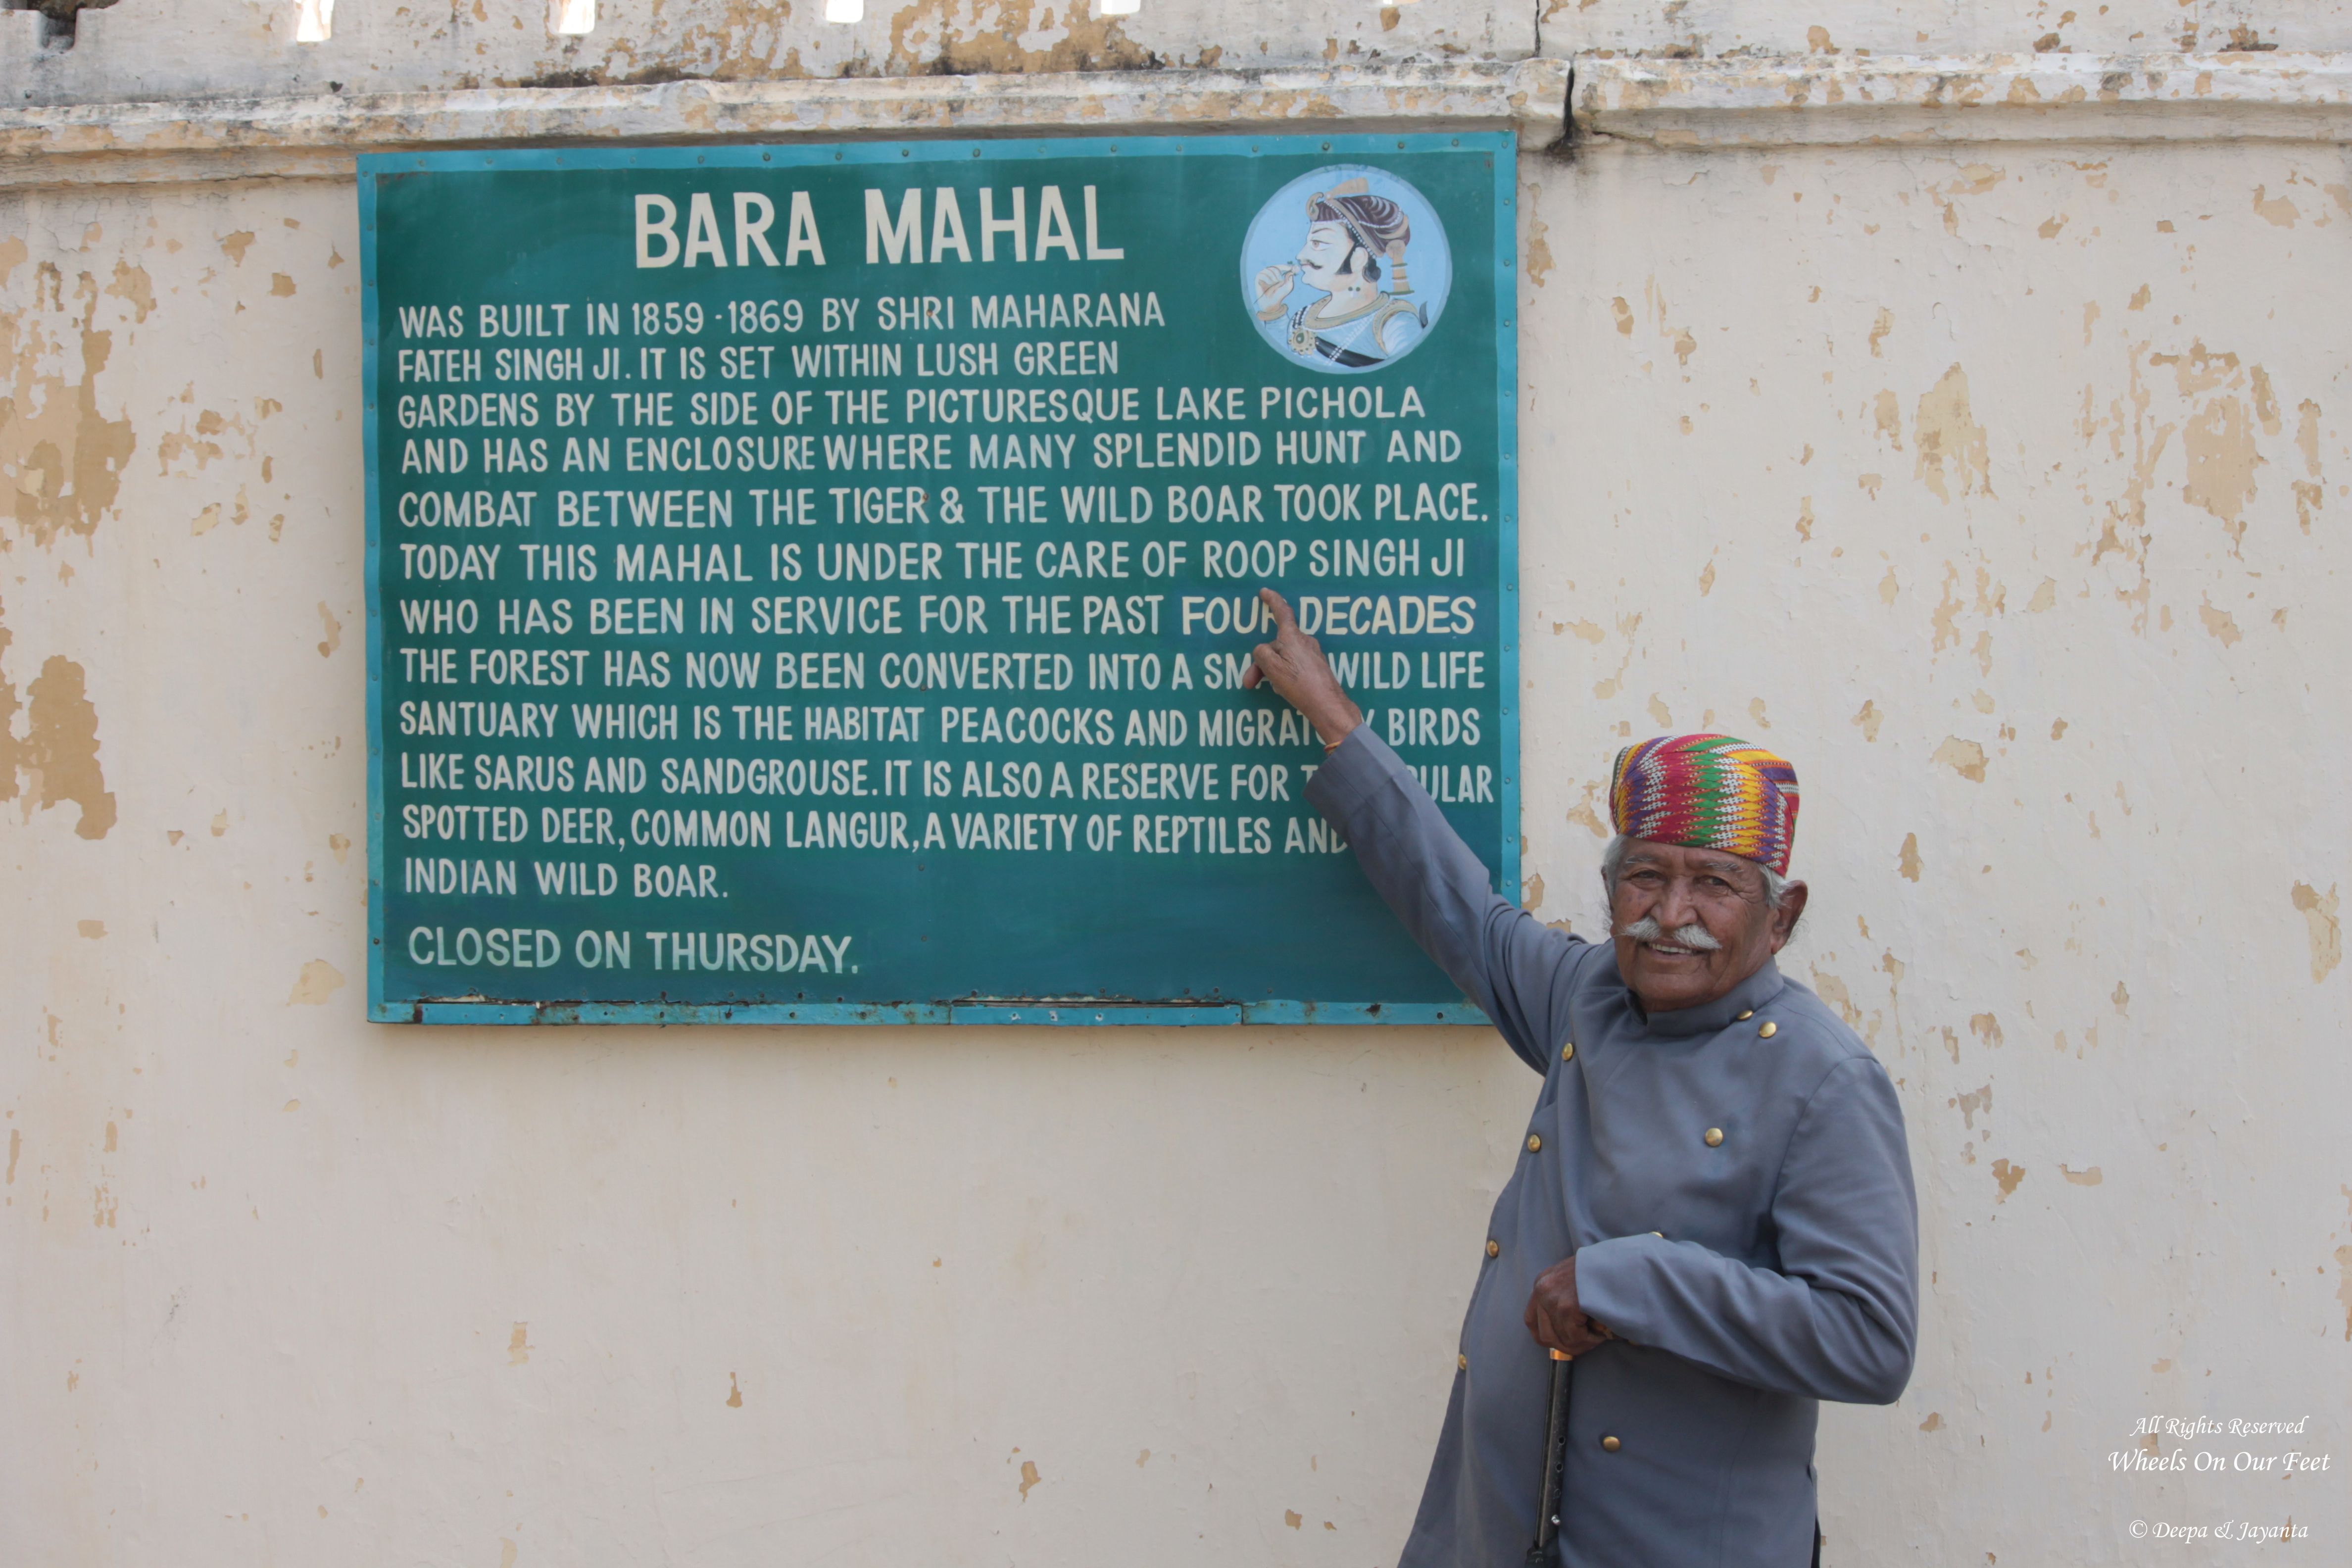 BARA MAHAL
WAS BUILT IN 1859-1869 BY SHRI MAHARANA
FATEH SINGH JI. IT IS SET WITHIN LUSH GREEN
GARDENS BY THE SIDE OF THE PICTURESQUE LAKE PICHOLA
AND HAS AN ENCLOSURE WHERE MANY SPLENDID HUNT AND
COMBAT BETWEEN THE TIGER & THE WILD BOAR TOOK PLACE.
TODAY THIS MAHAL IS UNDER THE CARE OF ROOP SINGH JI
WHO HAS BEEN IN SERVICE FOR THE PAST FOUR DECADES
THE FOREST HAS NOW BEEN CONVERTED INTO A WILD LIFE
SANTUARY WHICH IS THE HABITAT PEACOCKS AND BIRDS
LIKE SARUS AND SANDGROUSE. IT IS ALSO A RESERVE FOR
SPOTTED DEER, COMMON LANGUR, A VARIETY OF REPTILES AND
INDIAN WILD BOAR.
CLOSED ON THURSDAY.
All Rights Reserved
Wheels On Our Feet
© Deepa & Jayanta